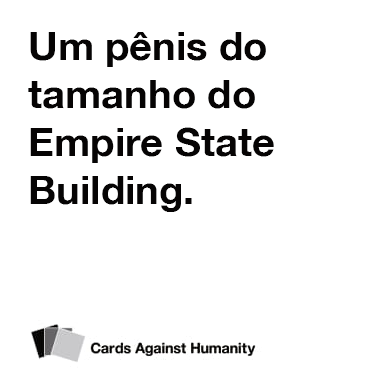 Um pênis do
tamanho do
Empire State
Building.
Cards Against Humanity